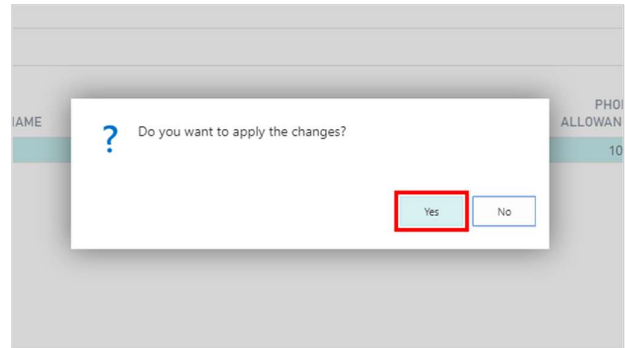 PHO
IAME
ALLOWAN
?
Do you want to apply the changes?
10
Yes
No